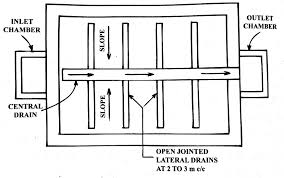 INLET
CHAMBER
OUTLET
CHAMBER
SLOPE
SLOPE
CENTRAL
DRAIN
OPEN JOINTED
LATERAL DRAINS
AT 2 TO 3 m c/c